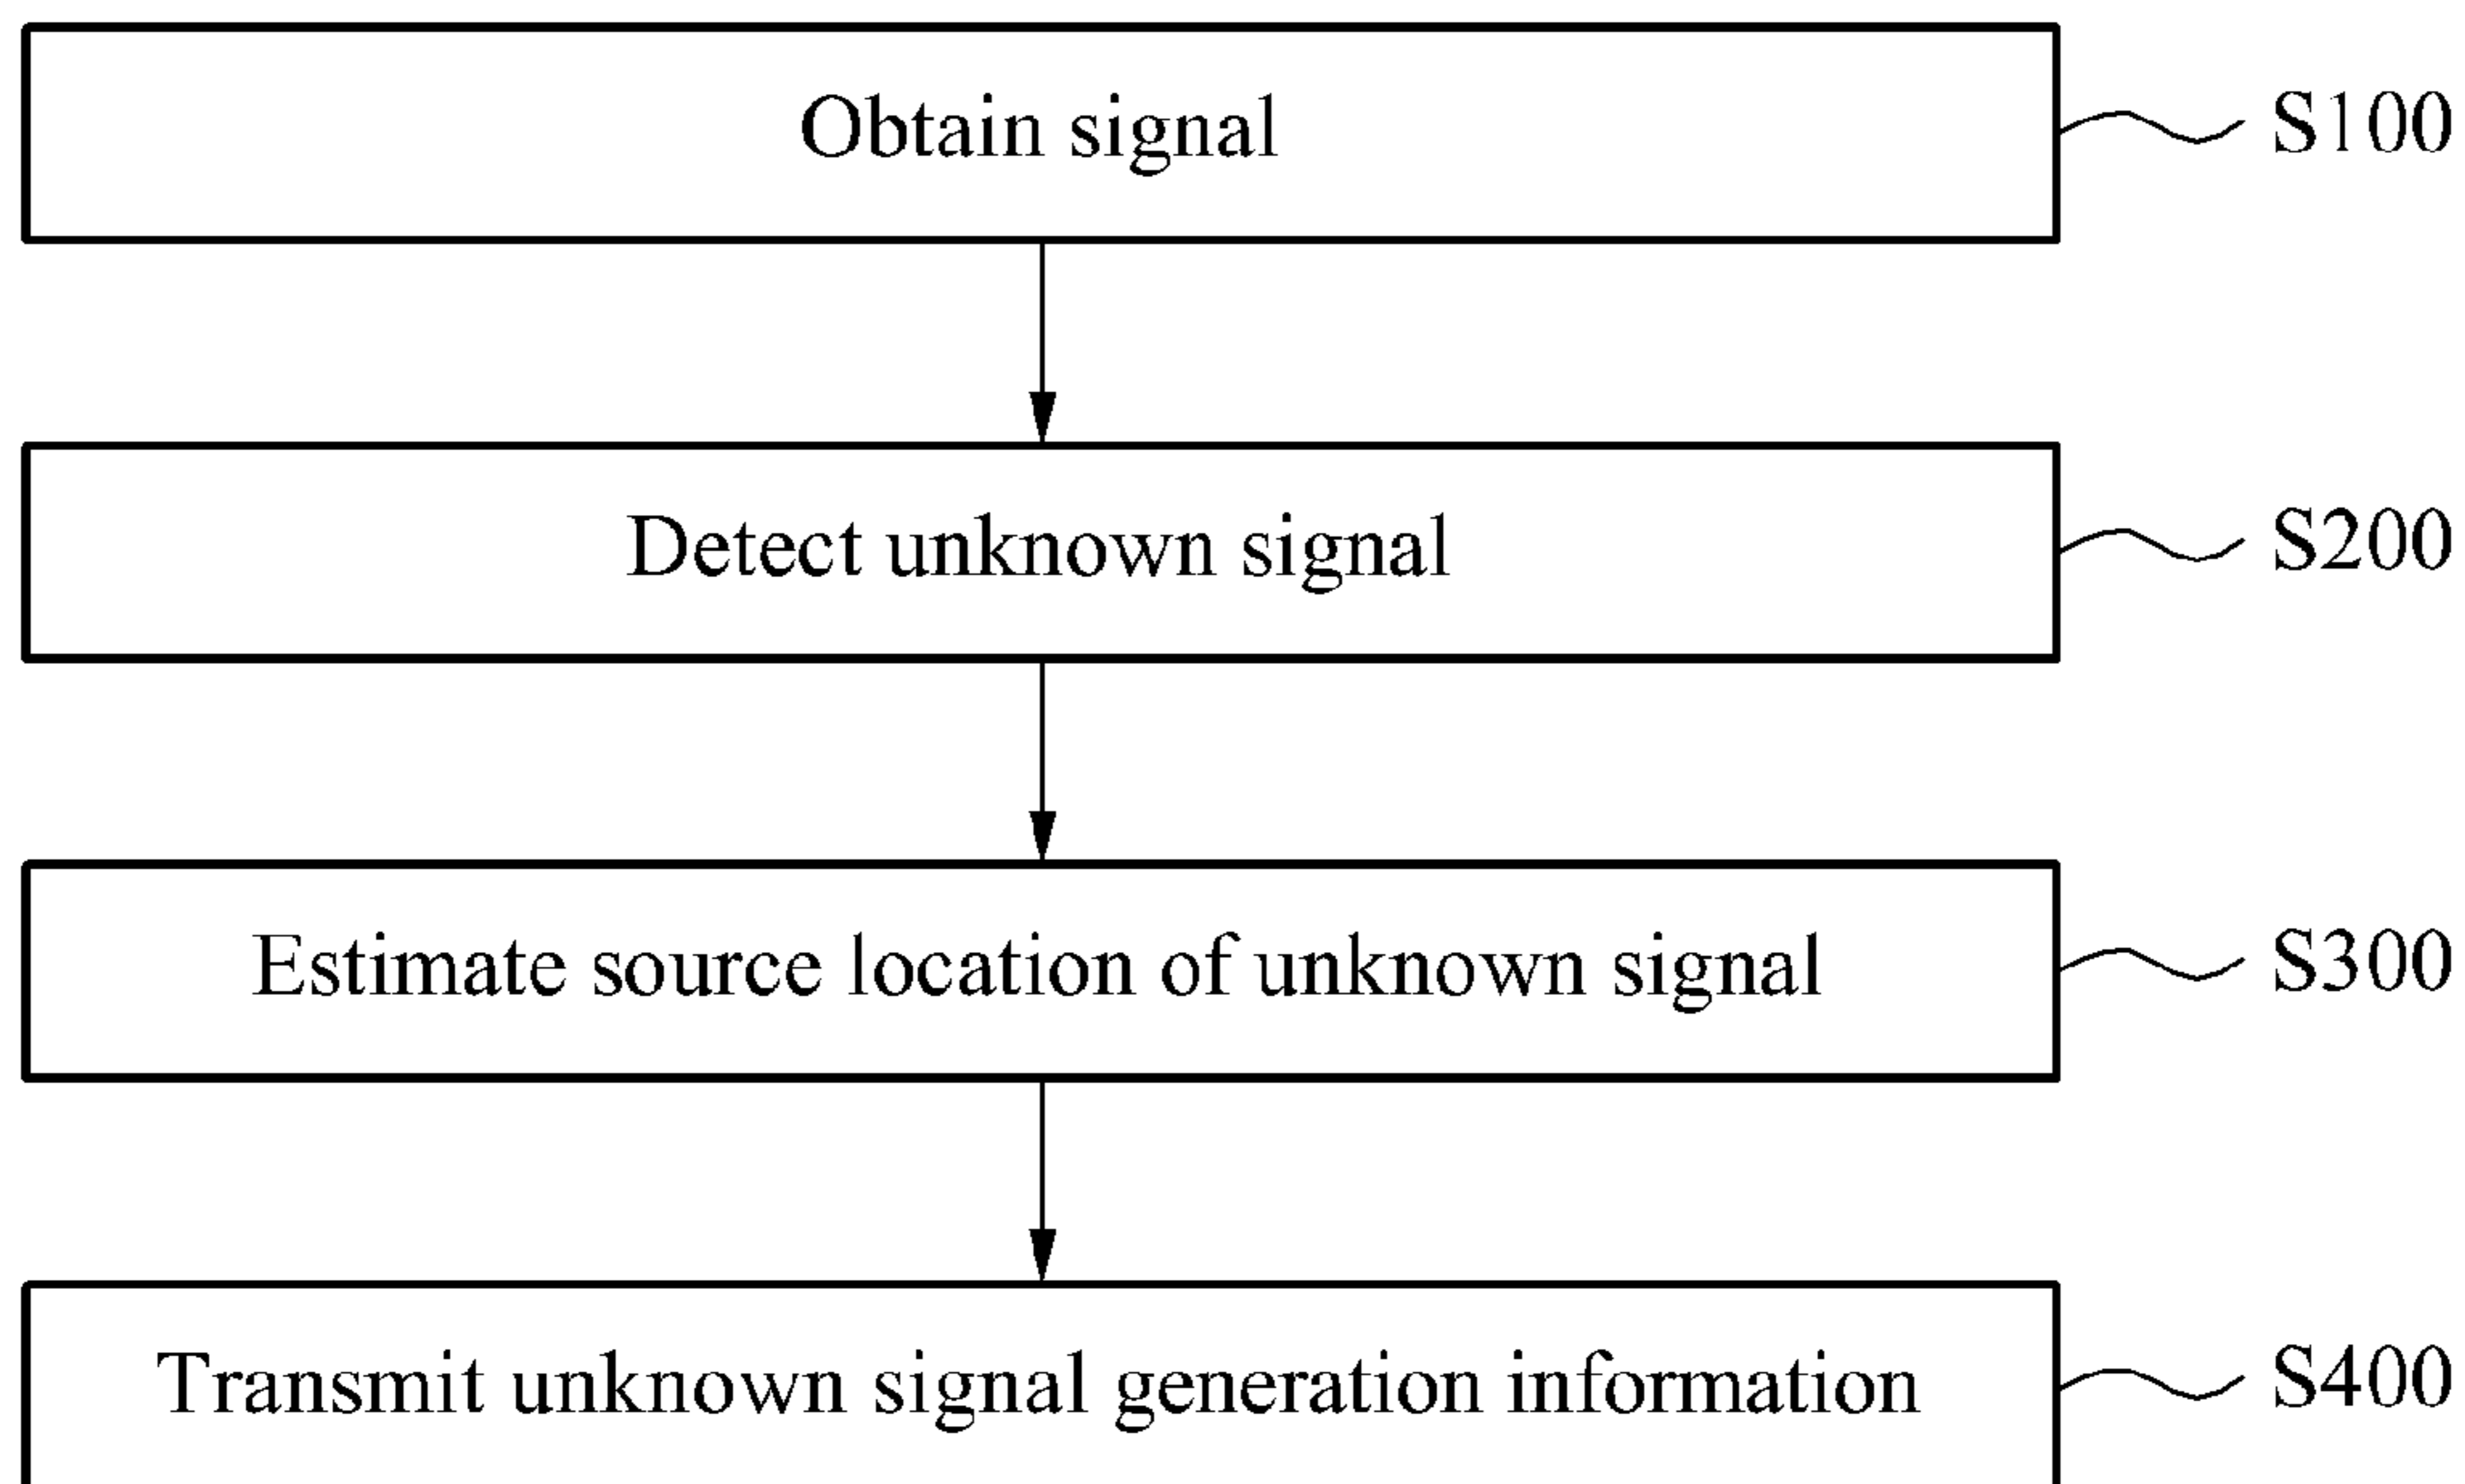 Obtain signal
S100
Detect unknown signal
S200
Estimate source location of unknown signal
S300
Transmit unknown signal generation information
S400